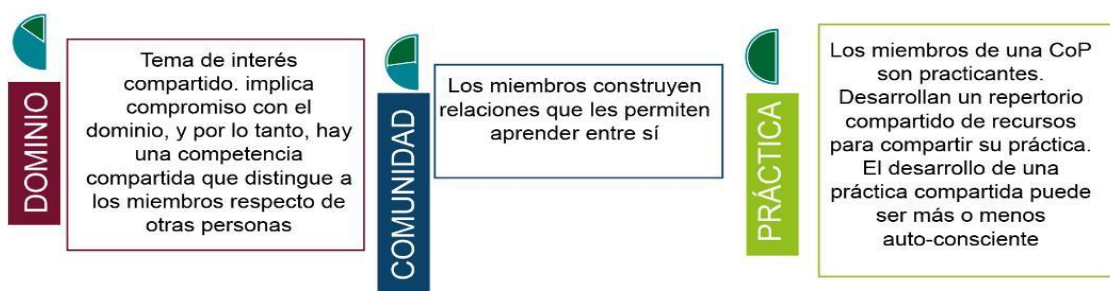 DOMINIO
Tema de interés
compartido. implica
compromiso con el
dominio, y por lo tanto, hay
una competencia
compartida que distingue a
los miembros respecto de
otras personas
COMUNIDAD
Los miembros construyen
relaciones que les permiten
aprender entre sí
PRÁCTICA
Los miembros de una CoP
son practicantes.
Desarrollan un repertorio
compartido de recursos
para compartir su práctica.
El desarrollo de una
práctica compartida puede
ser más o menos
auto-consciente